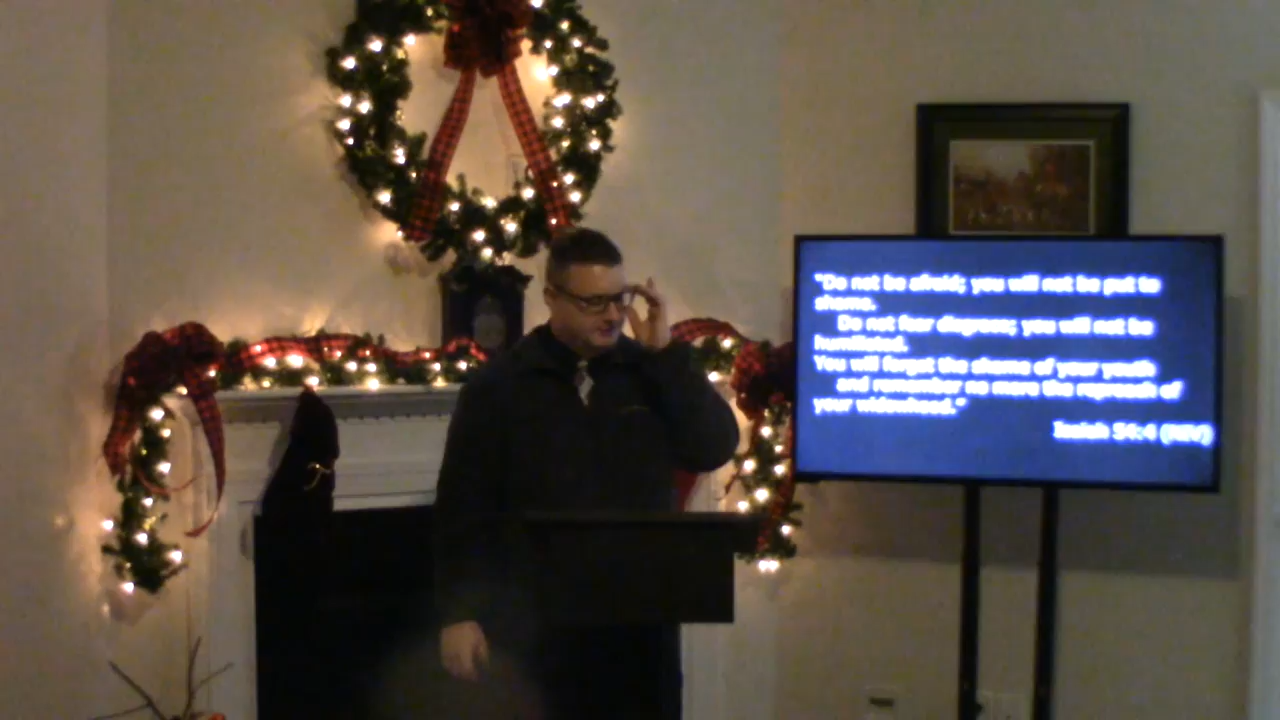 "Do not be afraid; you will not be put to
shame.
Do not fear disgrace; you will not be
humiliated.
You will forget the shame of your youth
and remember no more the reproach of
your widowhood."
Isaiah 54:4 (NIV)